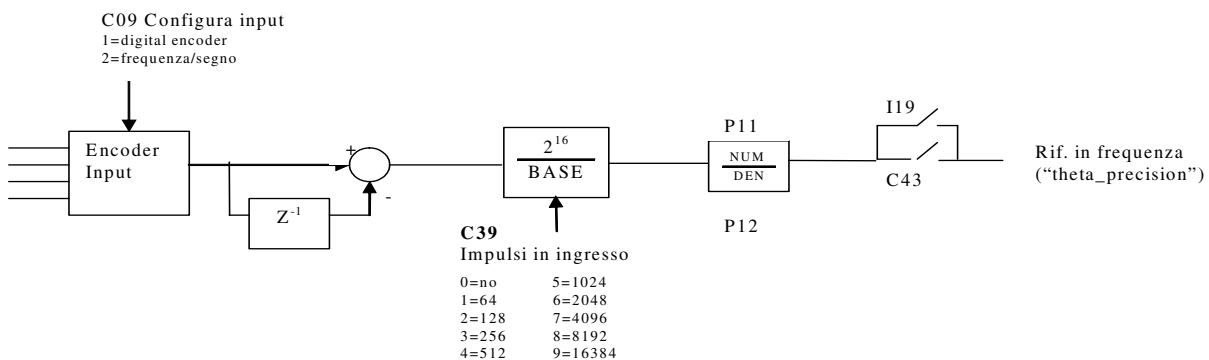 C09 Configura input
1=digital encoder
2=frequenza/segno
Encoder
Input
+
-
Z⁻¹
2¹⁶
BASE
C39
Impulsi in ingresso
0=no 5=1024
1=64 6=2048
2=128 7=4096
3=256 8=8192
4=512 9=16384
P11
NUM
DEN
P12
I19
C43
Rif. in frequenza
(“theta_precision”)